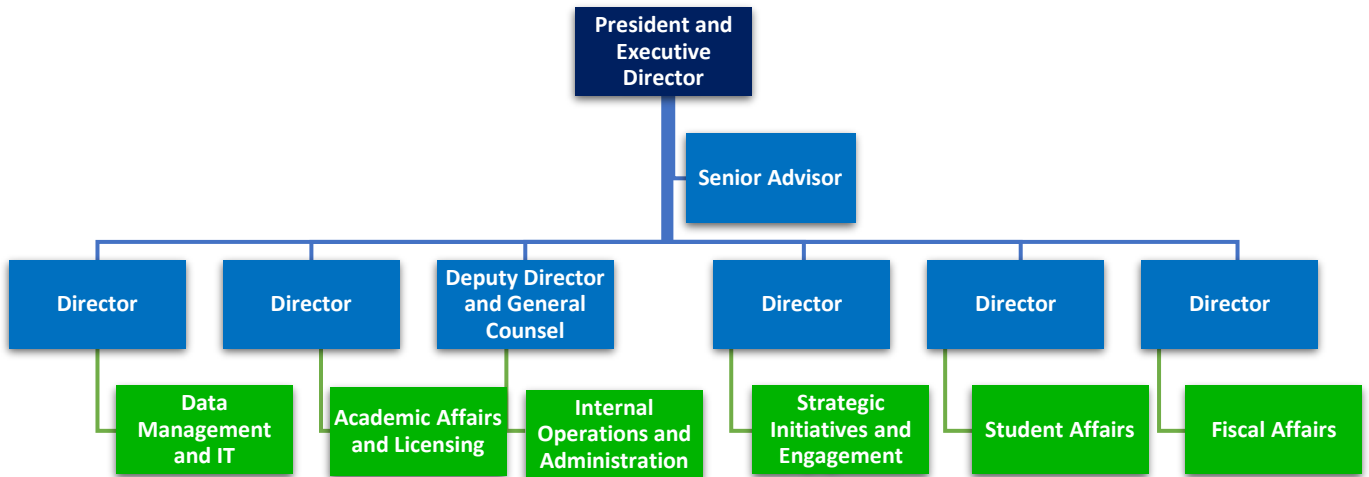 President and
Executive
Director
Senior Advisor
Director
Director
Deputy Director
and General
Counsel
Director
Director
Director
Data
Management
and IT
Academic Affairs
and Licensing
Internal
Operations and
Administration
Strategic
Initiatives and
Engagement
Student Affairs
Fiscal Affairs